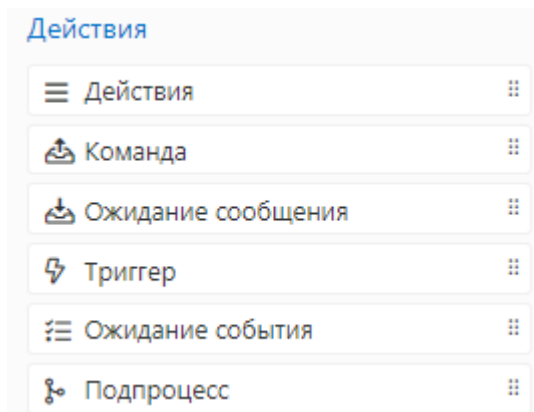 Действия
Действия
Команда
Ожидание сообщения
Триггер
Ожидание события
Подпроцесс